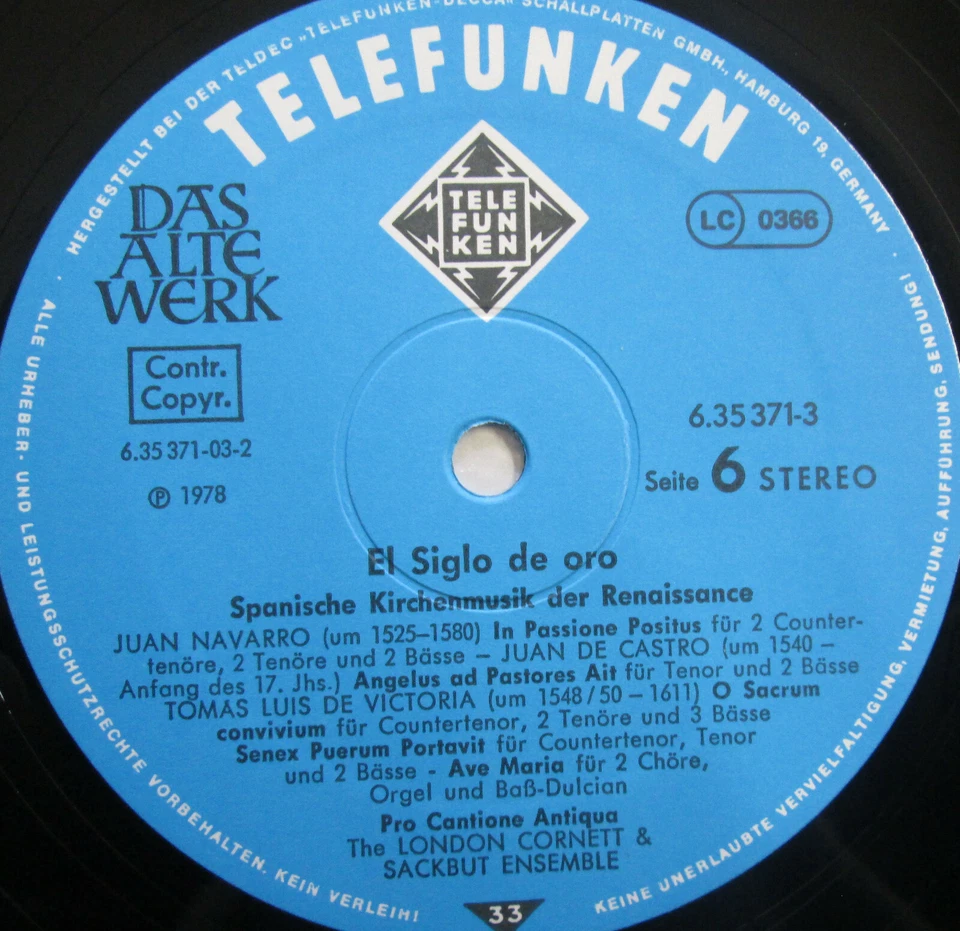 HERGESTELLT BEI DER TELDEC „TELEFUNKEN-DECCA“ SCHALLPLATTEN GMBH., HAMBURG 19, GERMANY ·
TELEFUNKEN
TELE
FUN
KEN
DAS
ALTE
WERK
LC 0366
Contr.
Copyr.
6.35 371-03-2
Ⓟ 1978
6.35371-3
Seite 6 STEREO
El Siglo de oro
Spanische Kirchenmusik der Renaissance
JUAN NAVARRO (um 1525–1580) In Passione Positus für 2 Counter-
tenöre, 2 Tenöre und 2 Bässe – JUAN DE CASTRO (um 1540 –
Anfang des 17. Jhs.) Angelus ad Pastores Ait für Tenor und 2 Bässe
TOMAS LUIS DE VICTORIA (um 1548/50 – 1611) O Sacrum
convivium für Countertenor, 2 Tenöre und 3 Bässe
Senex Puerum Portavit für Countertenor, Tenor
und 2 Bässe - Ave Maria für 2 Chöre,
Orgel und Baß-Dulcian
Pro Cantione Antiqua
The LONDON CORNETT &
SACKBUT ENSEMBLE
33
· ALLE URHEBER- UND LEISTUNGSSCHUTZRECHTE VORBEHALTEN. KEIN VERLEIH!
KEINE UNERLAUBTE VERVIELFALTIGUNG, VERMIETUNG, AUFFÜHRUNG, SENDUNG!